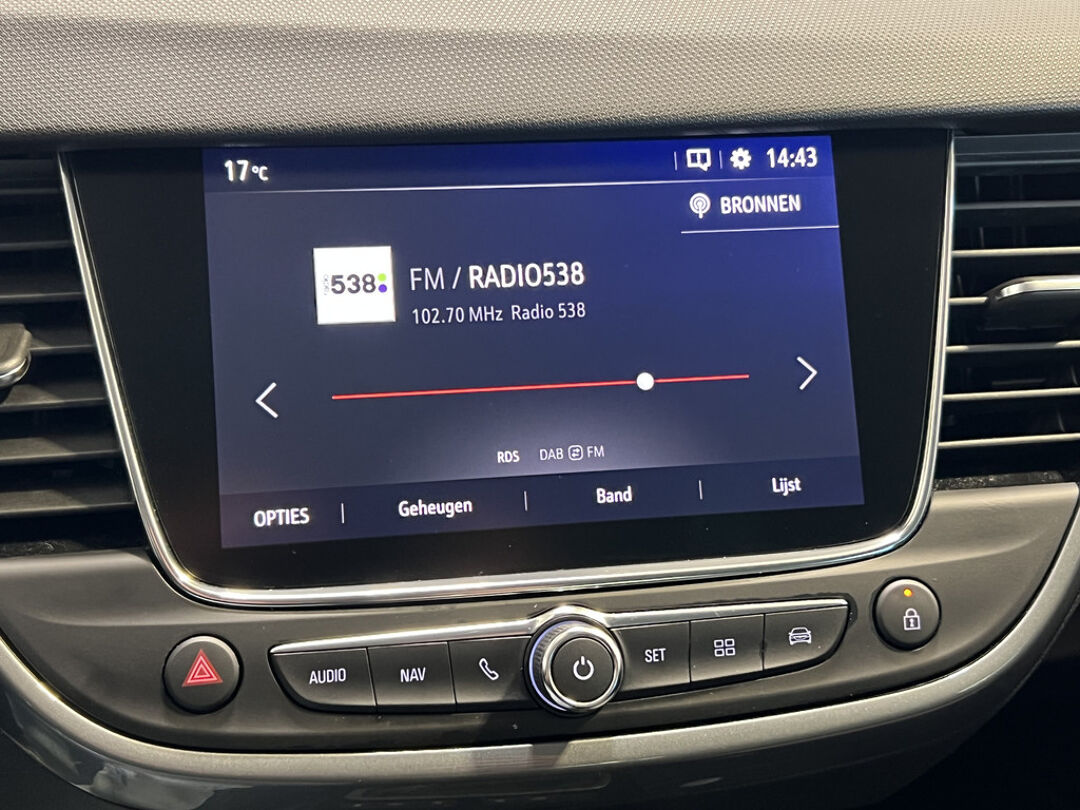 17°C
14:43
BRONNEN
radio
538
FM / RADIO538
102.70 MHz Radio 538
RDS DAB FM
OPTIES Geheugen Band Lijst
AUDIO NAV SET